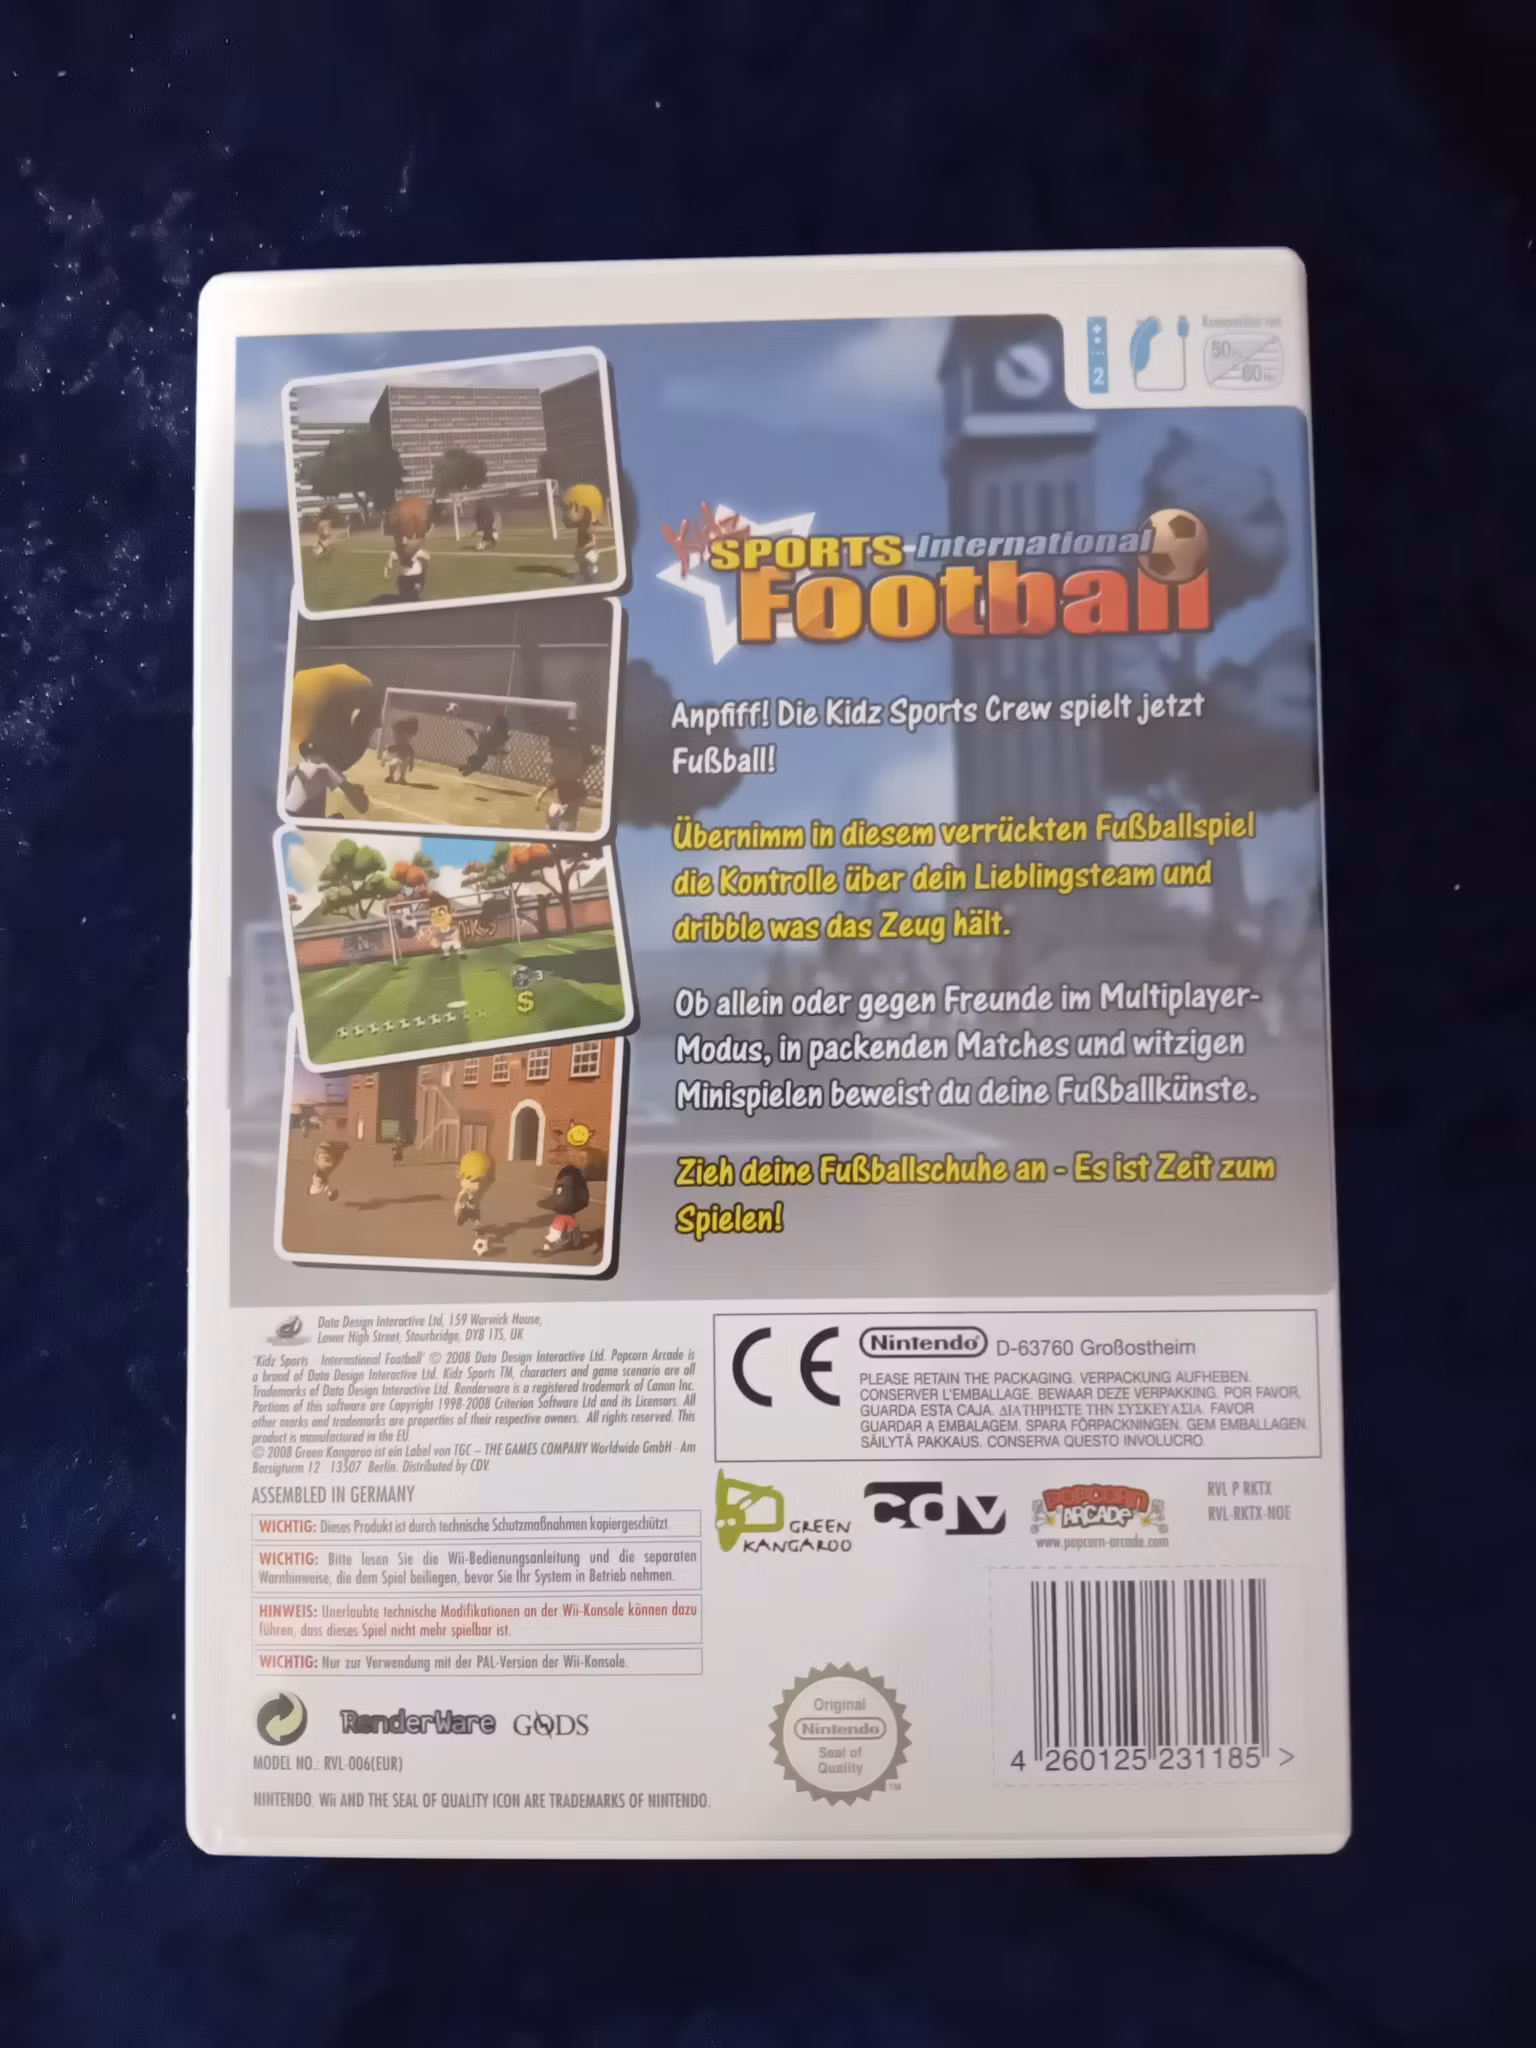 2
Kompatibel mit
50Hz
60Hz
Kidz
SPORTS International
Football
Anpfiff! Die Kidz Sports Crew spielt jetzt
Fußball!
Übernimm in diesem verrückten Fußballspiel
die Kontrolle über dein Lieblingsteam und
dribble was das Zeug hält.
Ob allein oder gegen Freunde im Multiplayer-
Modus, in packenden Matches und witzigen
Minispielen beweist du deine Fußballkünste.
Zieh deine Fußballschuhe an - Es ist Zeit zum
Spielen!
3
$
Data Design Interactive Ltd, 159 Warwick House,
Lower High Street, Stourbridge, DY8 1TS, UK
'Kidz Sports International Football' © 2008 Data Design Interactive Ltd. Popcorn Arcade is
a brand of Data Design Interactive Ltd. Kidz Sports TM, characters and game scenario are all
Trademarks of Data Design Interactive Ltd. Renderware is a registered trademark of Canon Inc.
Portions of this software are Copyright 1998-2008 Criterion Software Ltd and its Licensors. All
other marks and trademarks are properties of their respective owners. All rights reserved. This
product is manufactured in the EU
© 2008 Green Kangaroo ist ein Label von TGC – THE GAMES COMPANY Worldwide GmbH · Am
Borsigturm 12 13507 Berlin. Distributed by CDV.
ASSEMBLED IN GERMANY
WICHTIG: Dieses Produkt ist durch technische Schutzmaßnahmen kopiergeschützt.
WICHTIG: Bitte lesen Sie die Wii-Bedienungsanleitung und die separaten
Warnhinweise, die dem Spiel beiliegen, bevor Sie Ihr System in Betrieb nehmen.
HINWEIS: Unerlaubte technische Modifikationen an der Wii-Konsole können dazu
führen, dass dieses Spiel nicht mehr spielbar ist.
WICHTIG: Nur zur Verwendung mit der PAL-Version der Wii-Konsole.
RenderWare GODS
MODEL NO.: RVL-006(EUR)
NINTENDO, Wii AND THE SEAL OF QUALITY ICON ARE TRADEMARKS OF NINTENDO.
CE
Nintendo D-63760 Großostheim
PLEASE RETAIN THE PACKAGING. VERPACKUNG AUFHEBEN.
CONSERVER L'EMBALLAGE. BEWAAR DEZE VERPAKKING. POR FAVOR,
GUARDA ESTA CAJA. ΔΙΑΤΗΡΗΣΤΕ ΤΗΝ ΣΥΣΚΕΥΑΣΙΑ. FAVOR
GUARDAR A EMBALAGEM. SPARA FÖRPACKNINGEN. GEM EMBALLAGEN.
SÄILYTÄ PAKKAUS. CONSERVA QUESTO INVOLUCRO.
GREEN
KANGAROO
cdv
POPCORN
ARCADE
www.popcorn-arcade.com
RVL P RKTX
RVL-RKTX-NOE
Original
Nintendo
Seal of
Quality
TM
4 260125 231185 >